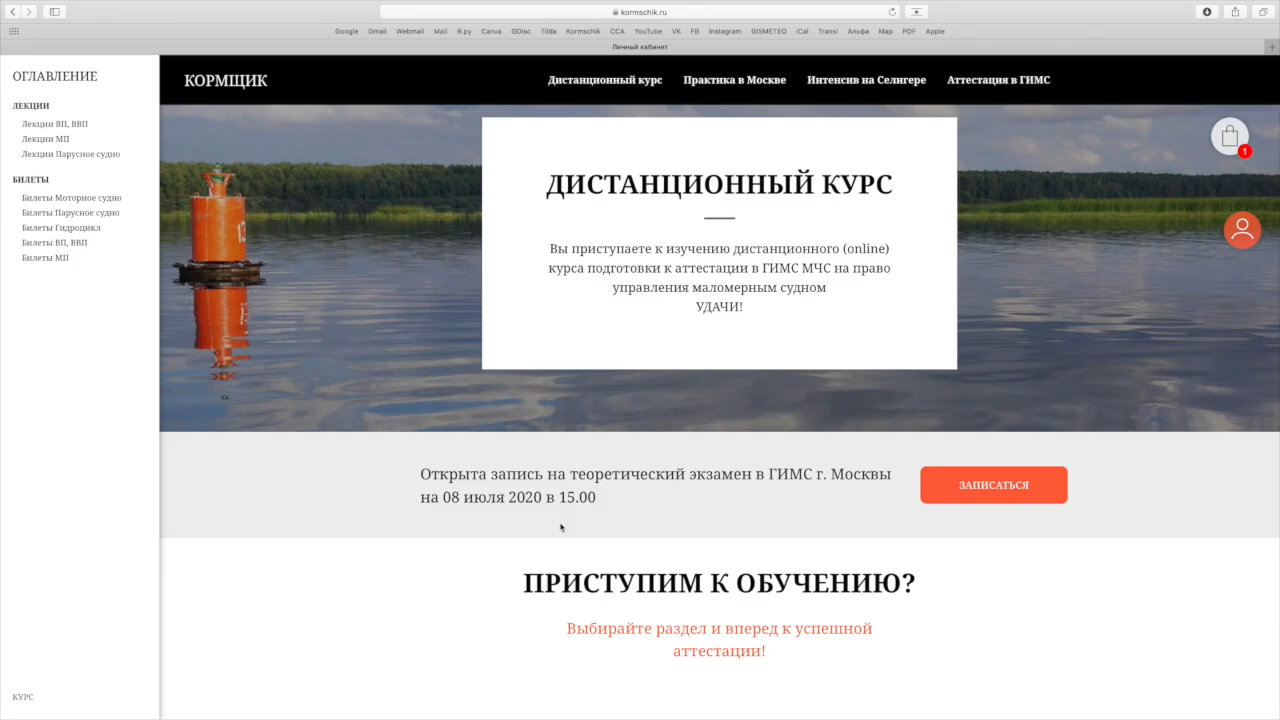 kormschik.ru
Google Gmail Webmail Mail Я.ру Canva GDisc Tilda Kormschik CCA YouTube VK FB Instagram GISMETEO iCal Transl Альфа Map PDF Apple
Личный кабинет
ОГЛАВЛЕНИЕ
ЛЕКЦИИ
Лекции ВП, ВВП
Лекции МП
Лекции Парусное судно
БИЛЕТЫ
Билеты Моторное судно
Билеты Парусное судно
Билеты Гидроцикл
Билеты ВП, ВВП
Билеты МП
КУРС
КОРМЩИК
Дистанционный курс Практика в Москве Интенсив на Селигере Аттестация в ГИМС
1
13
ДИСТАНЦИОННЫЙ КУРС
Вы приступаете к изучению дистанционного (online)
курса подготовки к аттестации в ГИМС МЧС на право
управления маломерным судном
УДАЧИ!
Открыта запись на теоретический экзамен в ГИМС г. Москвы
на 08 июля 2020 в 15.00
ЗАПИСАТЬСЯ
ПРИСТУПИМ К ОБУЧЕНИЮ?
Выбирайте раздел и вперед к успешной
аттестации!